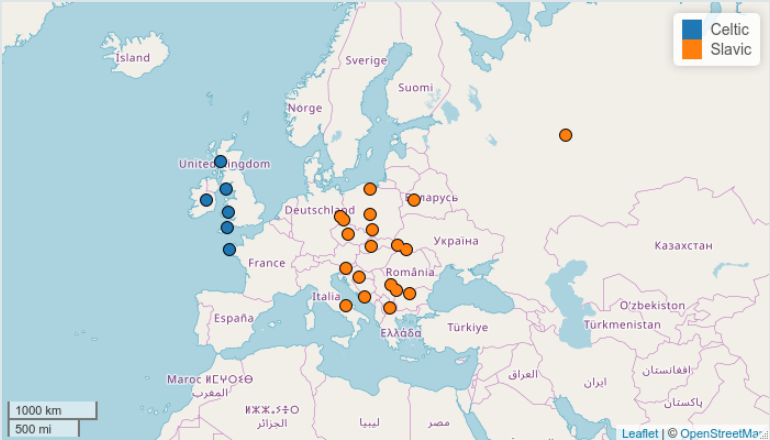 Celtic
Slavic
Ísland
Sverige
Suomi
Norge
United Kingdom
Беларусь
Deutschland
Україна
Казахстан
France
România
Italia
O'zbekiston
España
Türkiye
Türkmenistan
Ελλάδα
Maroc ⵍⵎⵖⵔⵉⴱ
المغرب
العراق
ایران
افغانستان
پاکستان
ⵍⵣⵣⴰⵢⴻⵔ
الجزائر
ليبيا
مصر
1000 km
500 mi
Leaflet | © OpenStreetMap